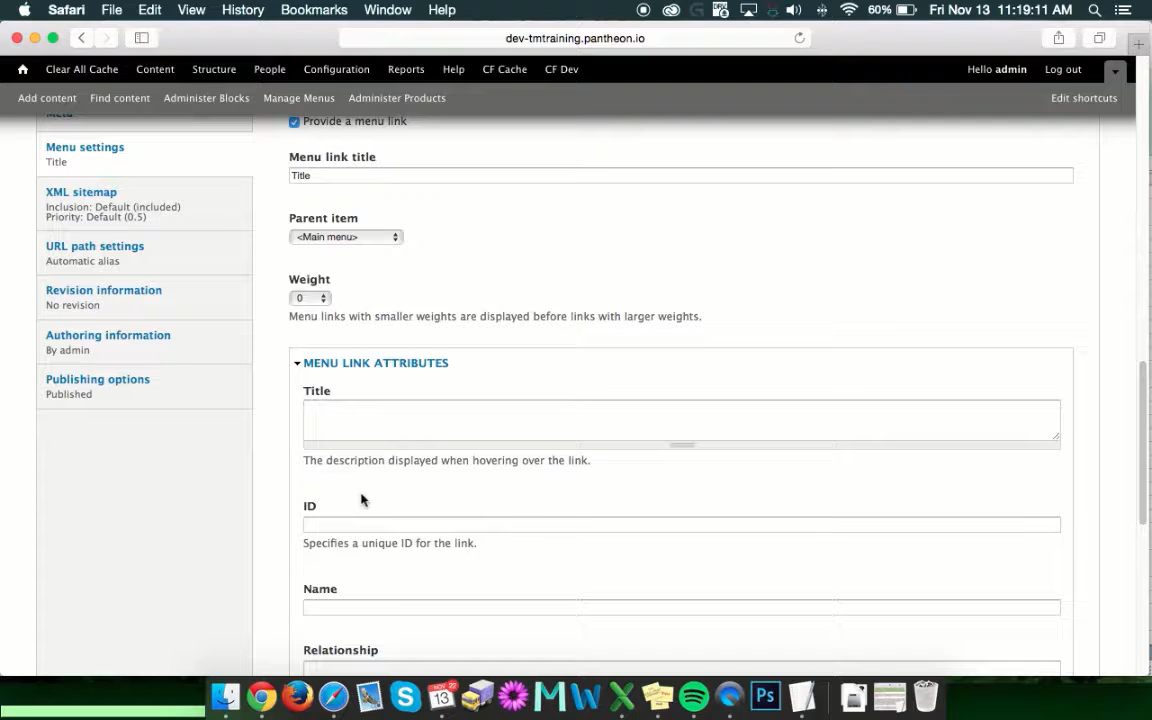 Safari File Edit View History Bookmarks Window Help 60% Fri Nov 13 11:19:11 AM
dev-tmtraining.pantheon.io
Clear All Cache Content Structure People Configuration Reports Help CF Cache CF Dev Hello admin Log out
Add content Find content Administer Blocks Manage Menus Administer Products Edit shortcuts
Provide a menu link
Menu settings
Title
XML sitemap
Inclusion: Default (included)
Priority: Default (0.5)
URL path settings
Automatic alias
Revision information
No revision
Authoring information
By admin
Publishing options
Published
Menu link title
Title
Parent item
<Main menu>
Weight
0
Menu links with smaller weights are displayed before links with larger weights.
MENU LINK ATTRIBUTES
Title
The description displayed when hovering over the link.
ID
Specifies a unique ID for the link.
Name
Relationship
NOV 22
13
Ps